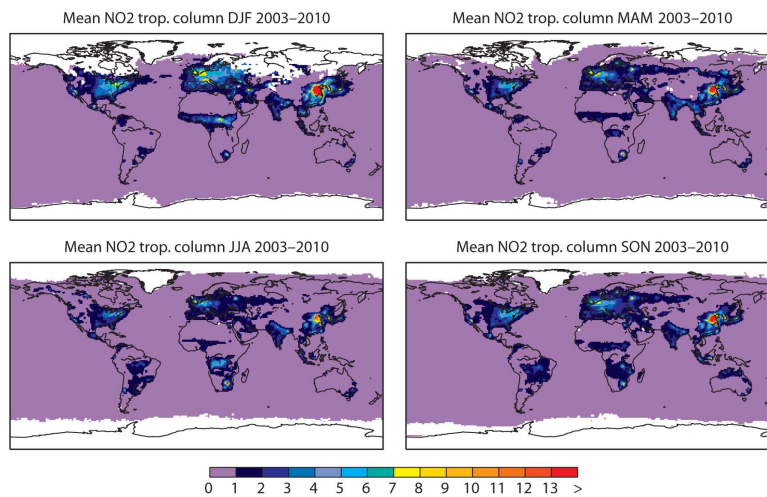 Mean NO2 trop. column DJF 2003–2010
Mean NO2 trop. column MAM 2003–2010
Mean NO2 trop. column JJA 2003–2010
Mean NO2 trop. column SON 2003–2010
0 1 2 3 4 5 6 7 8 9 10 11 12 13 >